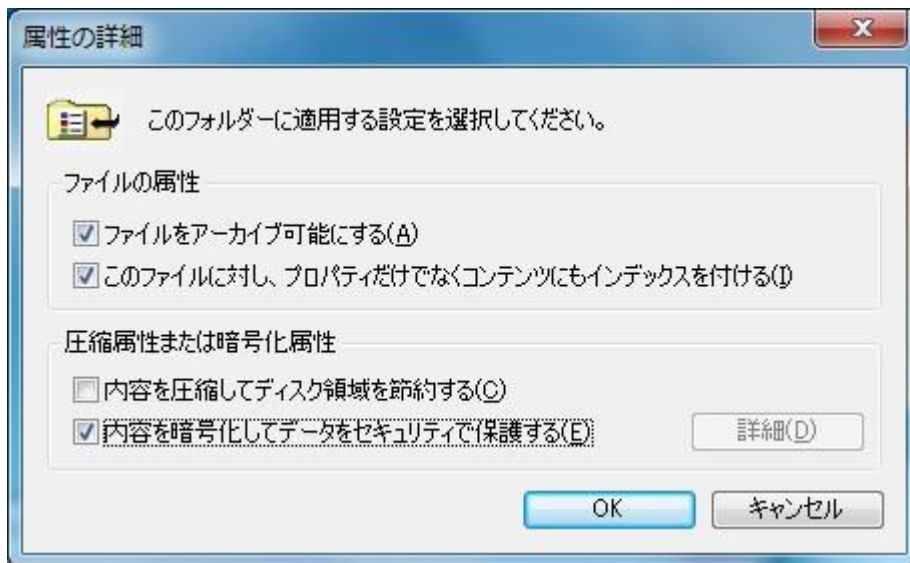 属性の詳細
このフォルダーに適用する設定を選択してください。
ファイルの属性
ファイルをアーカイブ可能にする(A)
このファイルに対し、プロパティだけでなくコンテンツにもインデックスを付ける(I)
圧縮属性または暗号化属性
内容を圧縮してディスク領域を節約する(C)
内容を暗号化してデータをセキュリティで保護する(E)
詳細(D)
OK
キャンセル